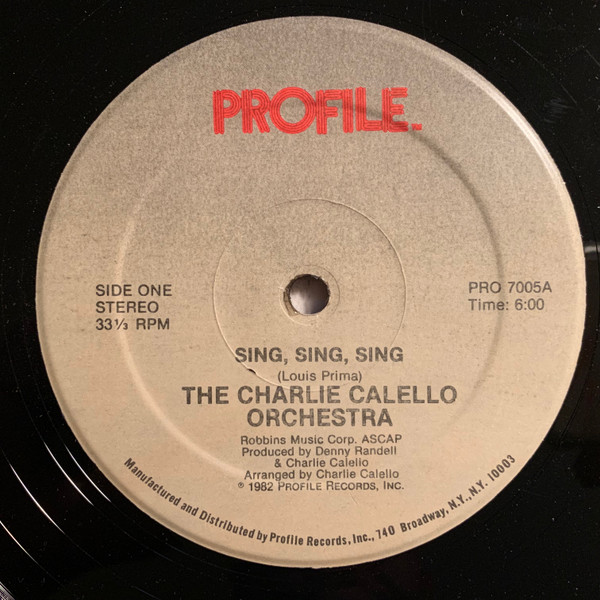 PROFILE.
SIDE ONE
STEREO
33⅓ RPM
PRO 7005A
Time: 6:00
SING, SING, SING
(Louis Prima)
THE CHARLIE CALELLO
ORCHESTRA
Robbins Music Corp. ASCAP
Produced by Denny Randell
& Charlie Calello
Arranged by Charlie Calello
℗ 1982 PROFILE RECORDS, INC.
Manufactured and Distributed by Profile Records, Inc., 740 Broadway, N.Y., N.Y. 10003